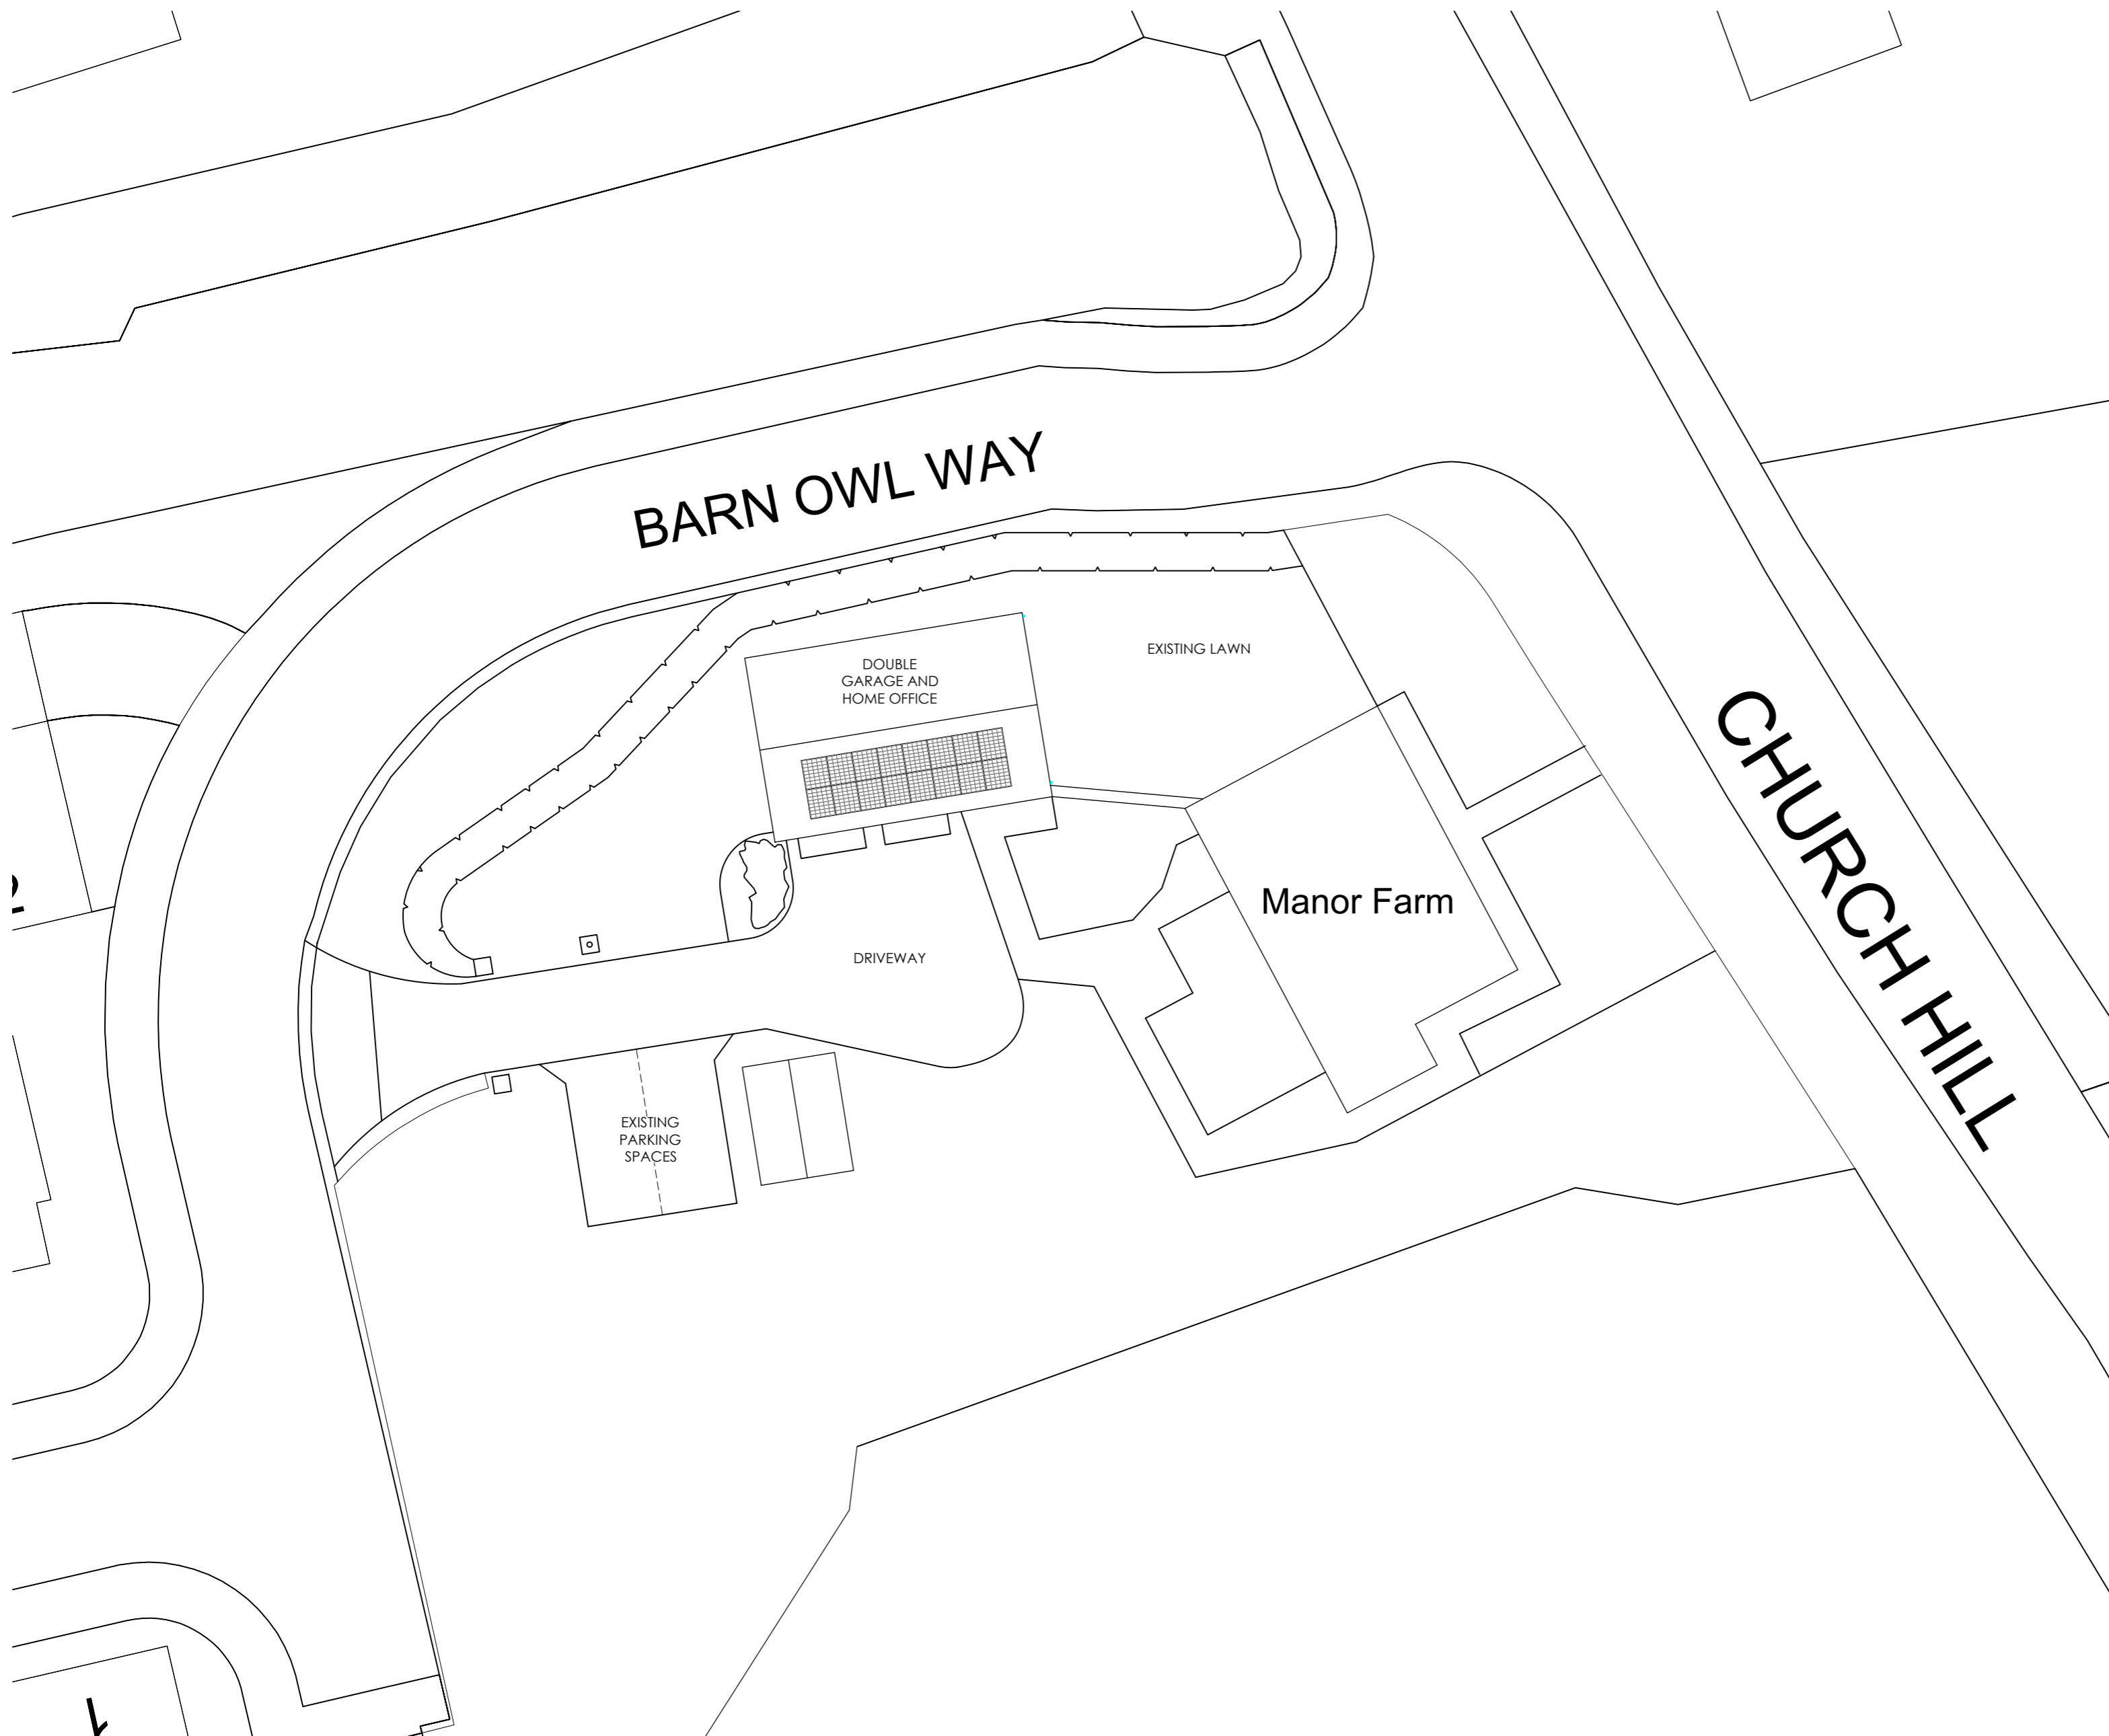 BARN OWL WAY
DOUBLE
GARAGE AND
HOME OFFICE
EXISTING LAWN
CHURCH HILL
Manor Farm
DRIVEWAY
EXISTING
PARKING
SPACES